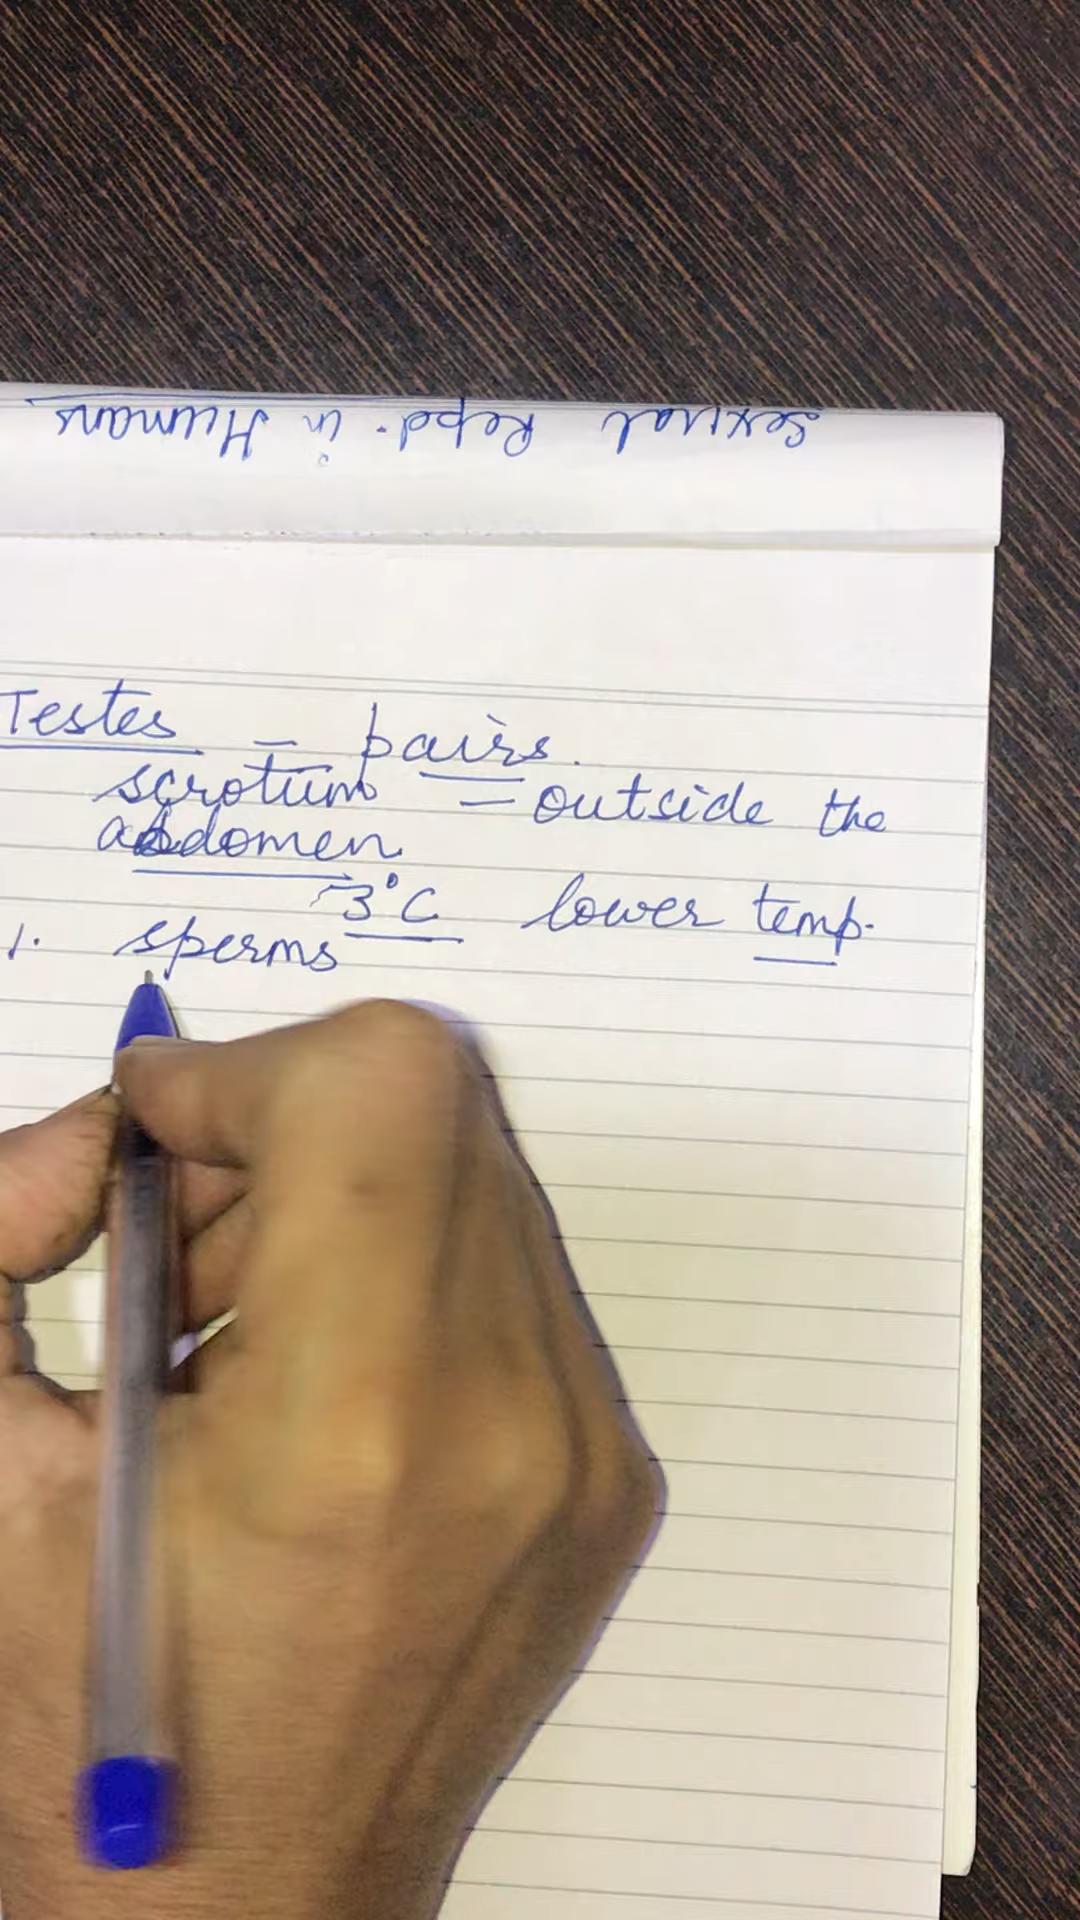 Sexual Repd. in Humans
Testes – pairs.
scrotum = outside the
abdomen
3°C lower temp.
1. sperms